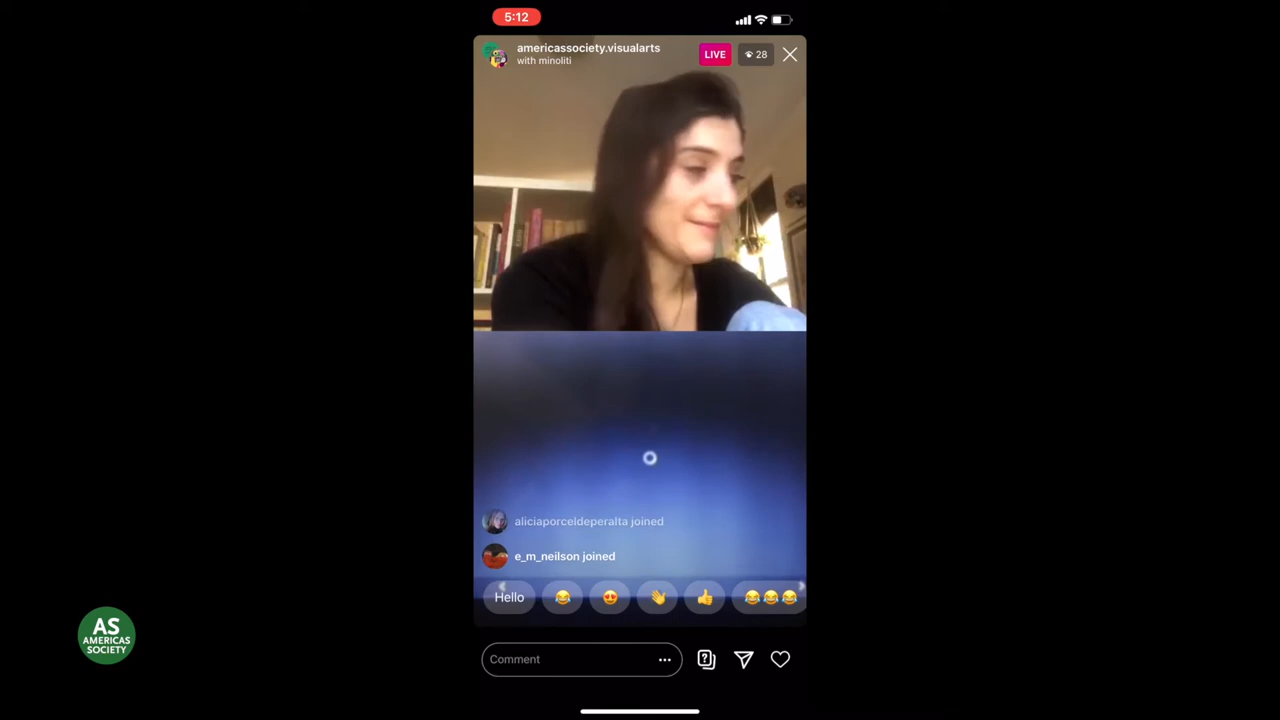 5:12
americassociety.visualarts
with minoliti
LIVE
28
aliciaporceldeperalta joined
e_m_neilson joined
Hello
Comment
AS
AMERICAS
SOCIETY